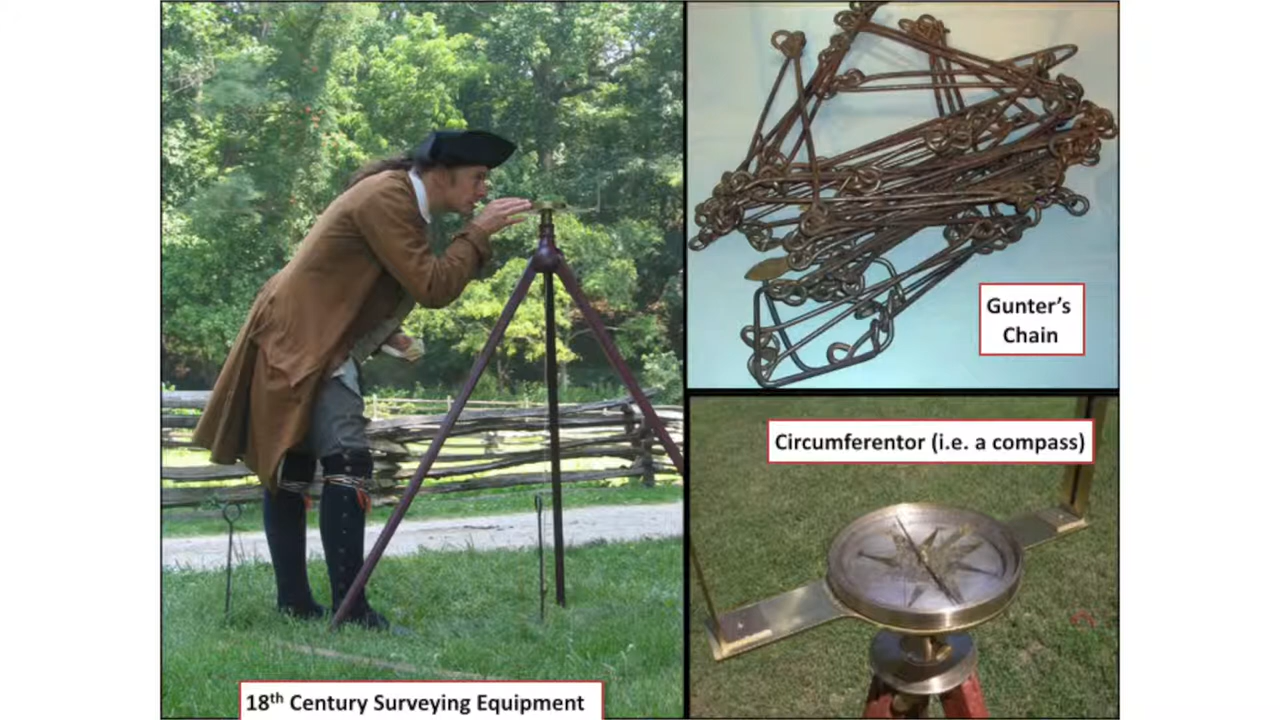 Gunter's
Chain
Circumferentor (i.e. a compass)
18th Century Surveying Equipment